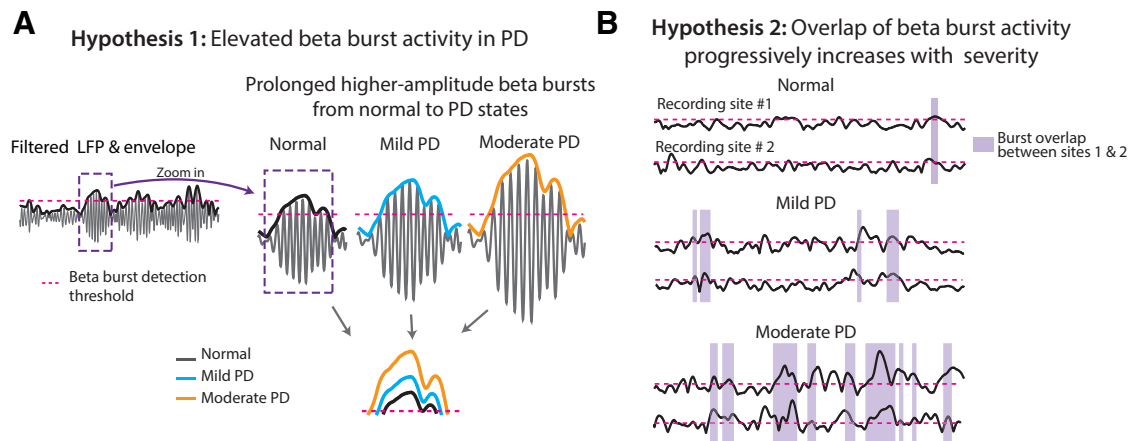 A
Hypothesis 1: Elevated beta burst activity in PD
Prolonged higher-amplitude beta bursts
from normal to PD states
Filtered LFP & envelope
Zoom in
Normal
Mild PD
Moderate PD
Beta burst detection
threshold
Normal
Mild PD
Moderate PD
B
Hypothesis 2: Overlap of beta burst activity
progressively increases with severity
Normal
Recording site #1
Recording site # 2
Burst overlap
between sites 1 & 2
Mild PD
Moderate PD